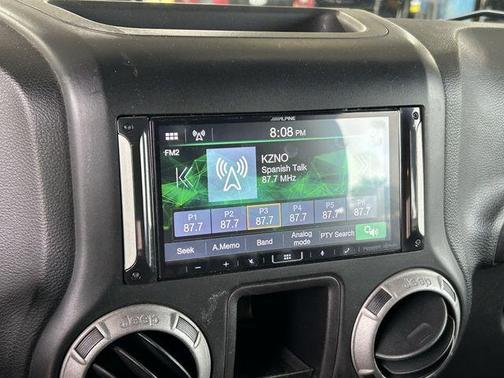 ALPINE
8:08 PM
FM2
KZNO
Spanish Talk
87.7 MHz
P1 P2 P3 P4 P5 P6
87.7 87.7 87.7 87.7 87.7 87.7
Seek A.Memo Band Analog mode PTY Search
Jeep Jeep